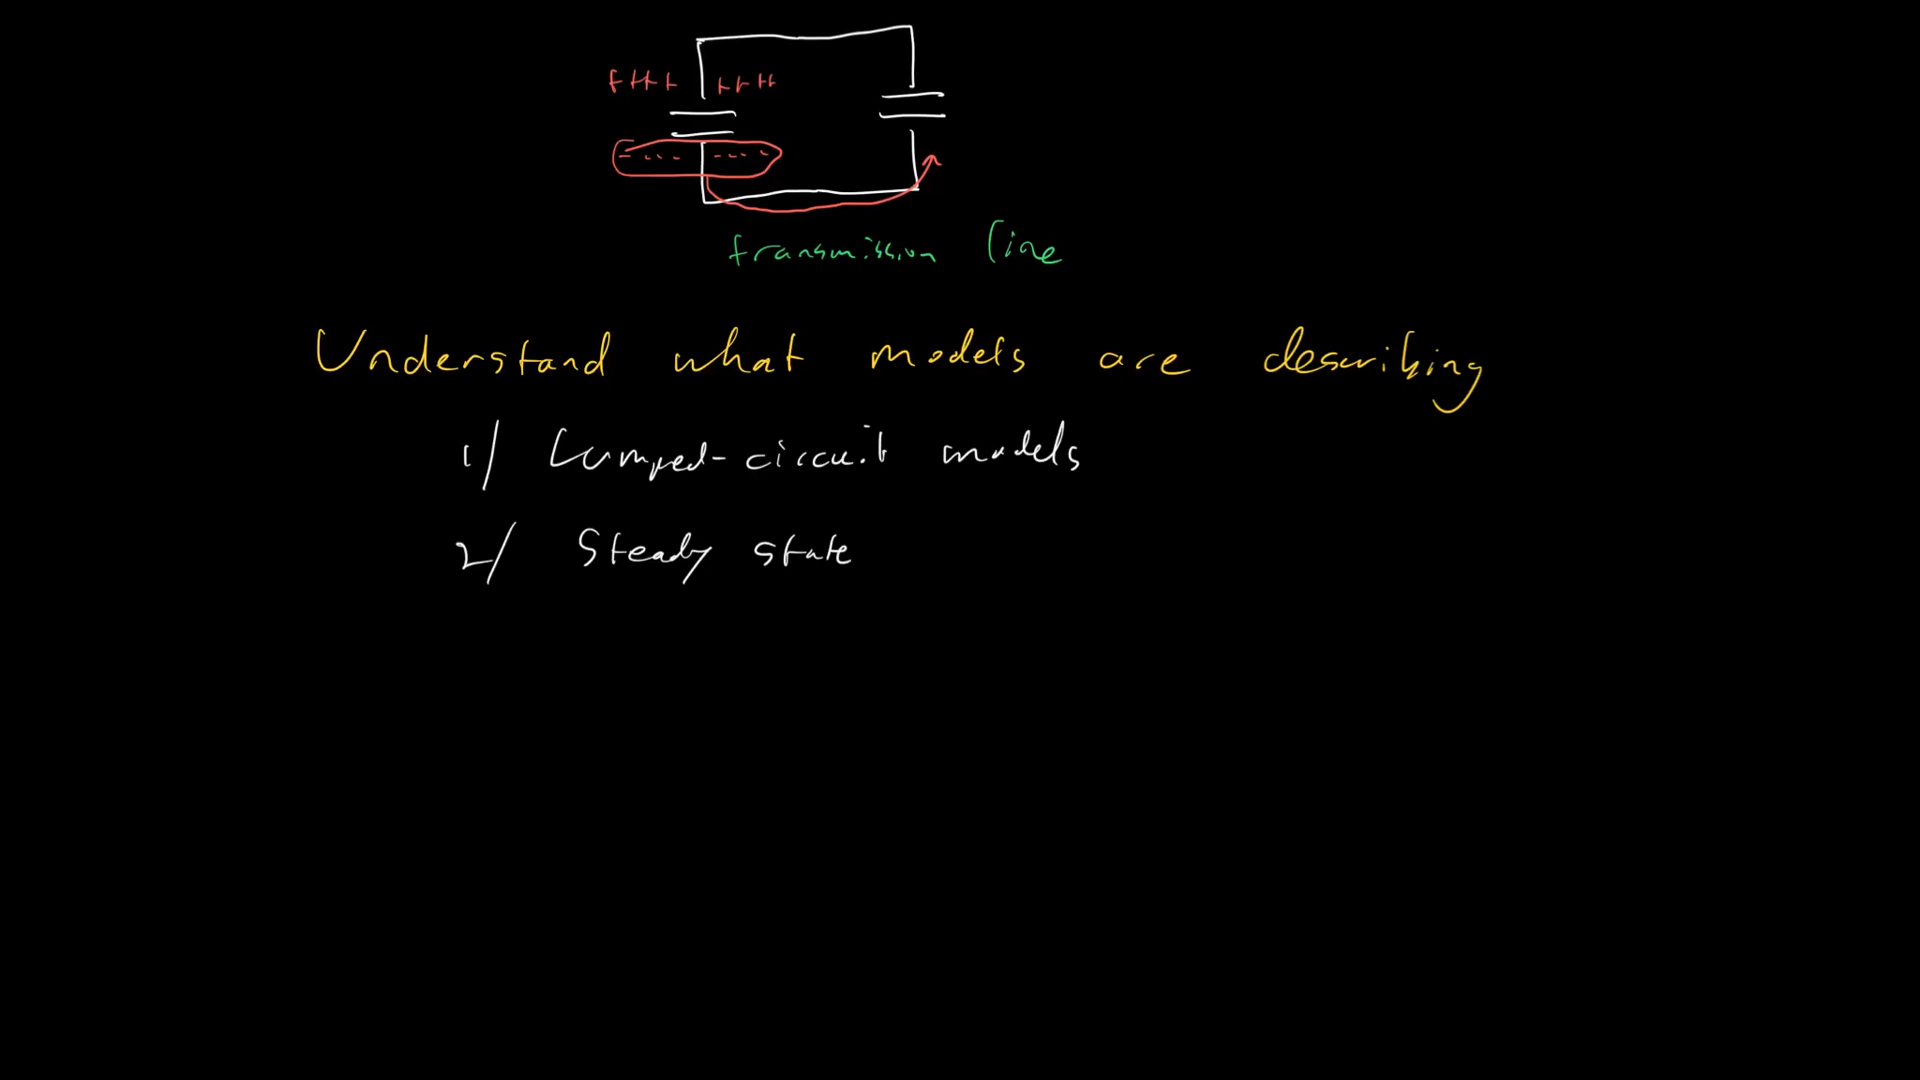 ++++ ++++
- - - - - - - -
transmission line
Understand what models are describing
1/ Lumped-circuit models
2/ Steady state